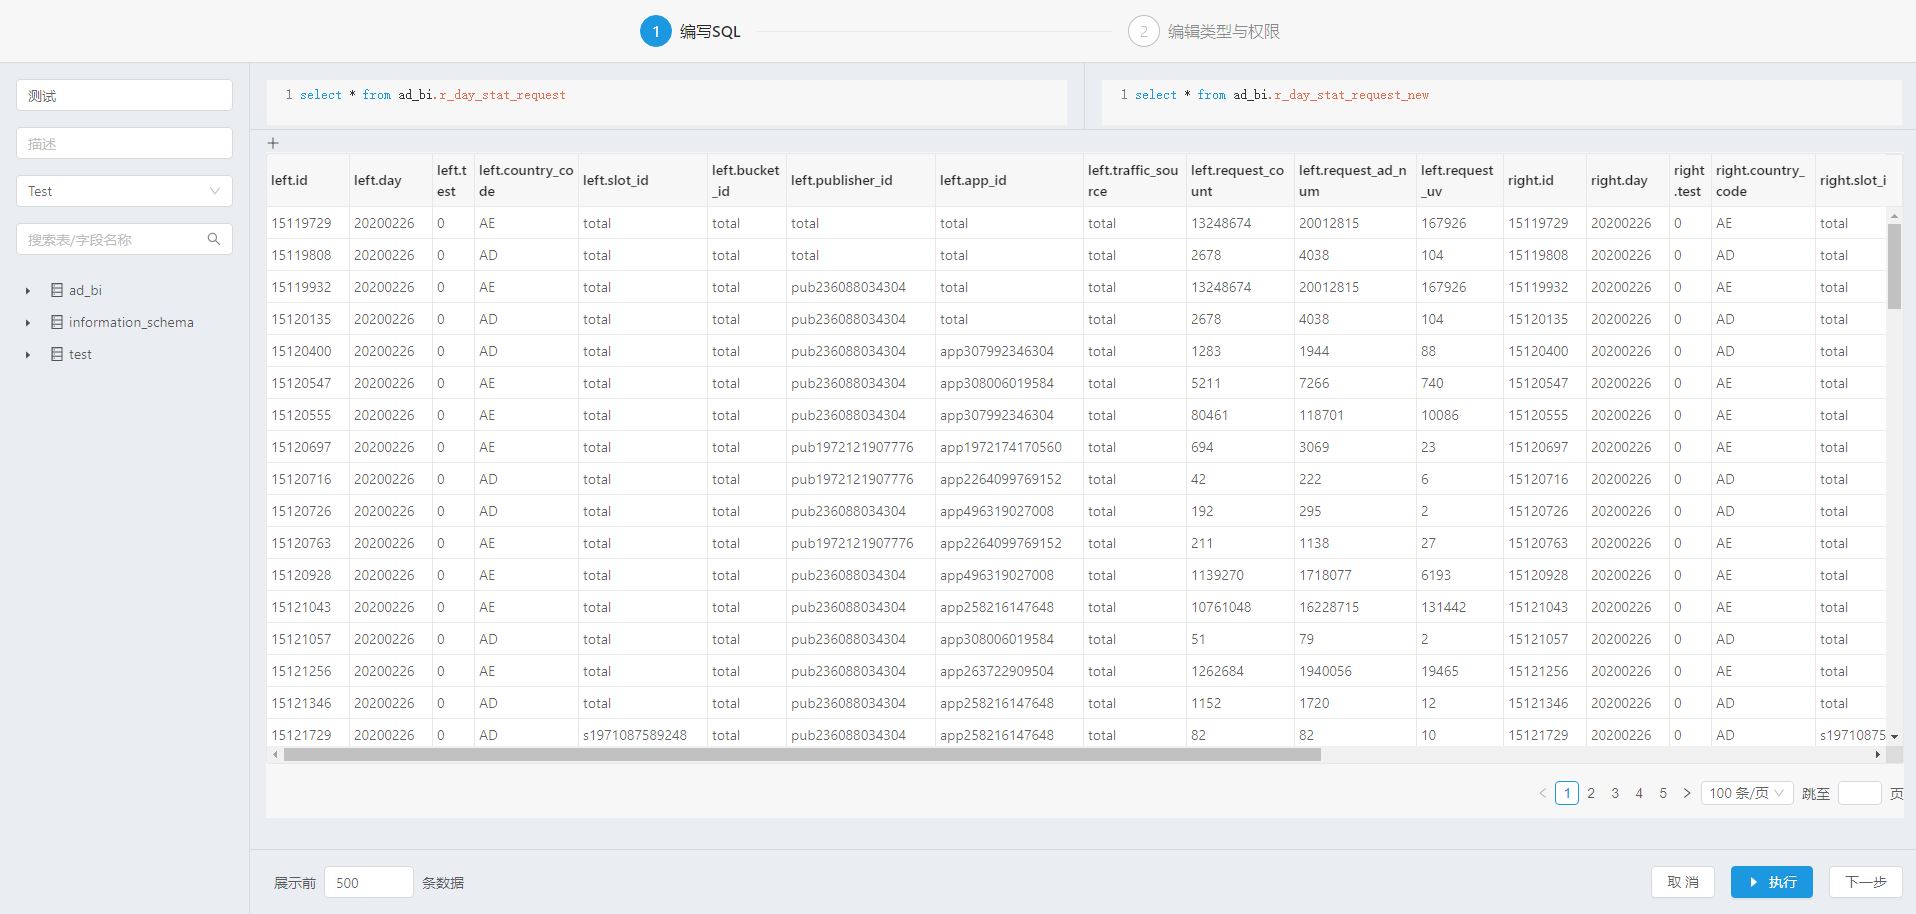 1 编写SQL
2 编辑类型与权限
测试
描述
Test
搜索表/字段名称
ad_bi
information_schema
test
1 select * from ad_bi.r_day_stat_request
1 select * from ad_bi.r_day_stat_request_new
+
left.id left.day left.test left.country_code left.slot_id left.bucket_id left.publisher_id left.app_id left.traffic_source left.request_count left.request_ad_num left.request_uv right.id right.day right.test right.country_code right.slot_i
15119729 20200226 0 AE total total total total total 13248674 20012815 167926 15119729 20200226 0 AE total
15119808 20200226 0 AD total total total total total 2678 4038 104 15119808 20200226 0 AD total
15119932 20200226 0 AE total total pub236088034304 total total 13248674 20012815 167926 15119932 20200226 0 AE total
15120135 20200226 0 AD total total pub236088034304 total total 2678 4038 104 15120135 20200226 0 AD total
15120400 20200226 0 AD total total pub236088034304 app307992346304 total 1283 1944 88 15120400 20200226 0 AD total
15120547 20200226 0 AE total total pub236088034304 app308006019584 total 5211 7266 740 15120547 20200226 0 AE total
15120555 20200226 0 AE total total pub236088034304 app307992346304 total 80461 118701 10086 15120555 20200226 0 AE total
15120697 20200226 0 AE total total pub1972121907776 app1972174170560 total 694 3069 23 15120697 20200226 0 AE total
15120716 20200226 0 AD total total pub1972121907776 app2264099769152 total 42 222 6 15120716 20200226 0 AD total
15120726 20200226 0 AD total total pub236088034304 app496319027008 total 192 295 2 15120726 20200226 0 AD total
15120763 20200226 0 AE total total pub1972121907776 app2264099769152 total 211 1138 27 15120763 20200226 0 AE total
15120928 20200226 0 AE total total pub236088034304 app496319027008 total 1139270 1718077 6193 15120928 20200226 0 AE total
15121043 20200226 0 AE total total pub236088034304 app258216147648 total 10761048 16228715 131442 15121043 20200226 0 AE total
15121057 20200226 0 AD total total pub236088034304 app308006019584 total 51 79 2 15121057 20200226 0 AD total
15121256 20200226 0 AE total total pub236088034304 app263722909504 total 1262684 1940056 19465 15121256 20200226 0 AE total
15121346 20200226 0 AD total total pub236088034304 app258216147648 total 1152 1720 12 15121346 20200226 0 AD total
15121729 20200226 0 AD s1971087589248 total pub236088034304 app258216147648 total 82 82 10 15121729 20200226 0 AD s19710875
< 1 2 3 4 5 > 100 条/页 跳至 页
展示前 500 条数据
取 消 执行 下一步